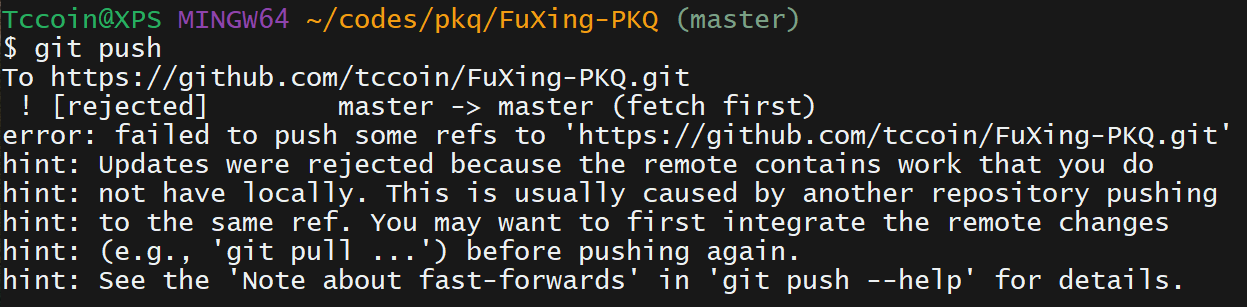 Tccoin@XPS MINGW64 ~/codes/pkq/FuXing-PKQ (master)
$ git push
To https://github.com/tccoin/FuXing-PKQ.git
 ! [rejected]        master -> master (fetch first)
error: failed to push some refs to 'https://github.com/tccoin/FuXing-PKQ.git'
hint: Updates were rejected because the remote contains work that you do
hint: not have locally. This is usually caused by another repository pushing
hint: to the same ref. You may want to first integrate the remote changes
hint: (e.g., 'git pull ...') before pushing again.
hint: See the 'Note about fast-forwards' in 'git push --help' for details.